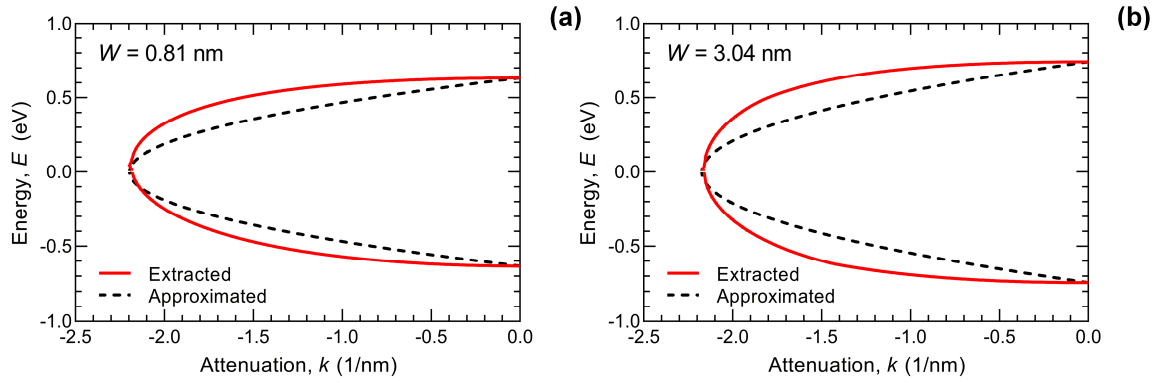 (a)
W = 0.81 nm
1.0
0.5
0.0
-0.5
-1.0
Energy, E (eV)
Extracted
Approximated
-2.5 -2.0 -1.5 -1.0 -0.5 0.0
Attenuation, k (1/nm)
(b)
W = 3.04 nm
1.0
0.5
0.0
-0.5
-1.0
Energy, E (eV)
Extracted
Approximated
-2.5 -2.0 -1.5 -1.0 -0.5 0.0
Attenuation, k (1/nm)